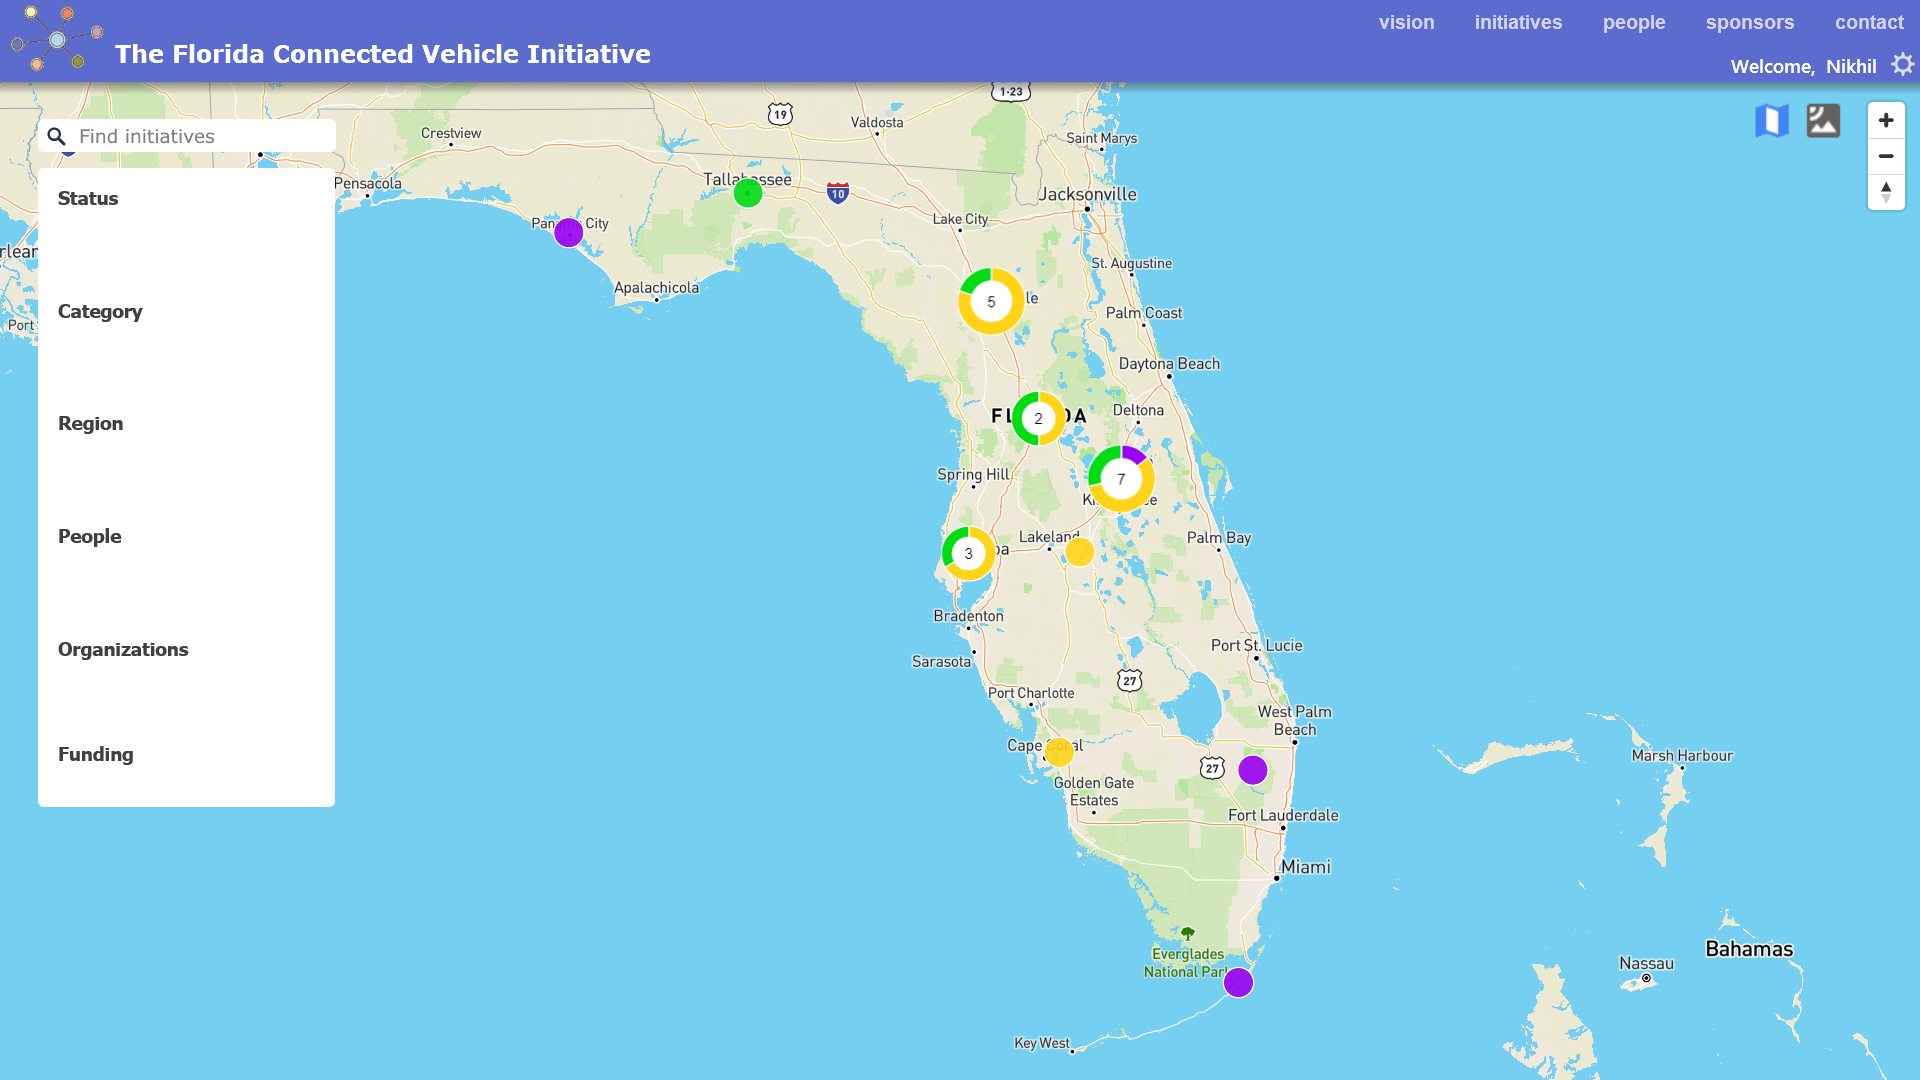 The Florida Connected Vehicle Initiative
vision
initiatives
people
sponsors
contact
Welcome, Nikhil
Find initiatives
Status
Category
Region
People
Organizations
Funding
1-23
19
Valdosta
Crestview
Saint Marys
Pensacola
Tallahassee
10
Jacksonville
Lake City
Panama City
St. Augustine
Apalachicola
5
le
Palm Coast
Port
Daytona Beach
Deltona
2
Spring Hill
7
Lakeland
3
Palm Bay
Bradenton
Sarasota
Port St. Lucie
27
Port Charlotte
West Palm
Beach
Cape Coral
27
Golden Gate
Estates
Fort Lauderdale
Marsh Harbour
Miami
Everglades
National Park
Bahamas
Nassau
Key West